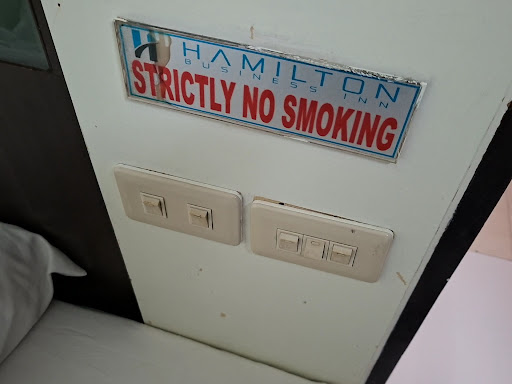 HAMILTON
BUSINESS INN
STRICTLY NO SMOKING